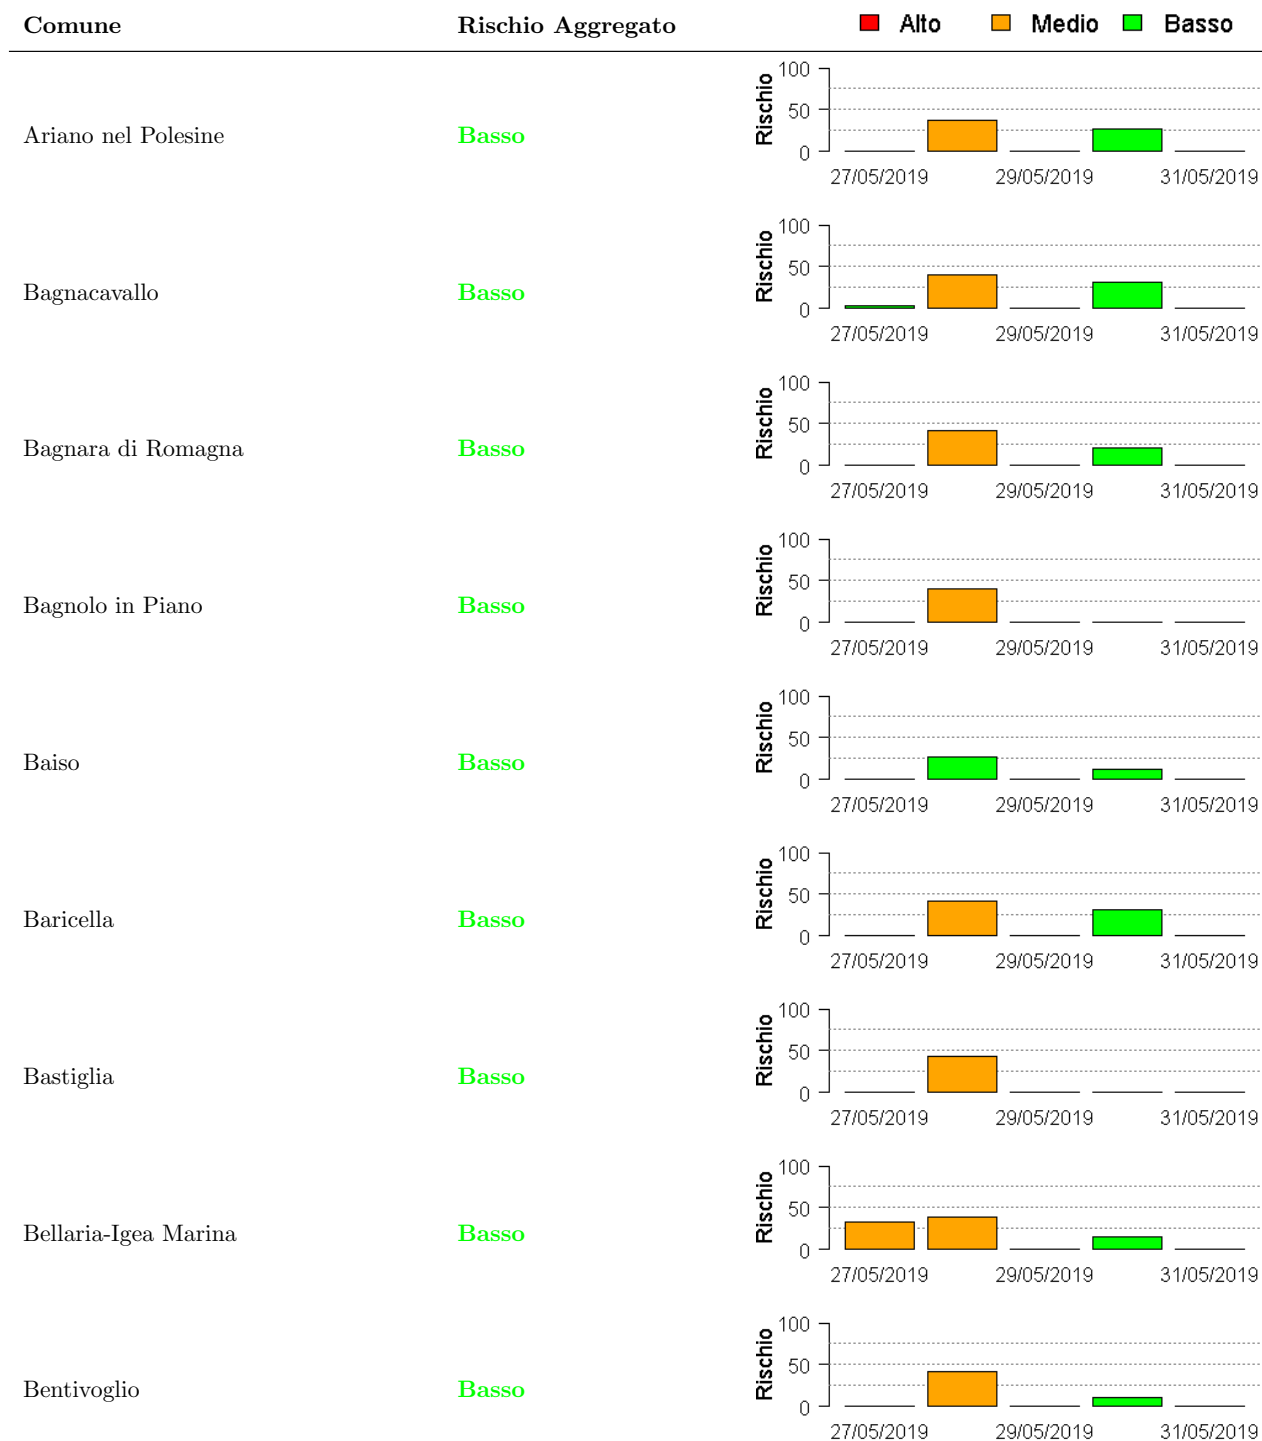 Comune Rischio Aggregato Alto Medio Basso
Ariano nel Polesine Basso Rischio 100 50 0
27/05/2019 29/05/2019 31/05/2019
Bagnacavallo Basso Rischio 100 50 0
27/05/2019 29/05/2019 31/05/2019
Bagnara di Romagna Basso Rischio 100 50 0
27/05/2019 29/05/2019 31/05/2019
Bagnolo in Piano Basso Rischio 100 50 0
27/05/2019 29/05/2019 31/05/2019
Baiso Basso Rischio 100 50 0
27/05/2019 29/05/2019 31/05/2019
Baricella Basso Rischio 100 50 0
27/05/2019 29/05/2019 31/05/2019
Bastiglia Basso Rischio 100 50 0
27/05/2019 29/05/2019 31/05/2019
Bellaria-Igea Marina Basso Rischio 100 50 0
27/05/2019 29/05/2019 31/05/2019
Bentivoglio Basso Rischio 100 50 0
27/05/2019 29/05/2019 31/05/2019